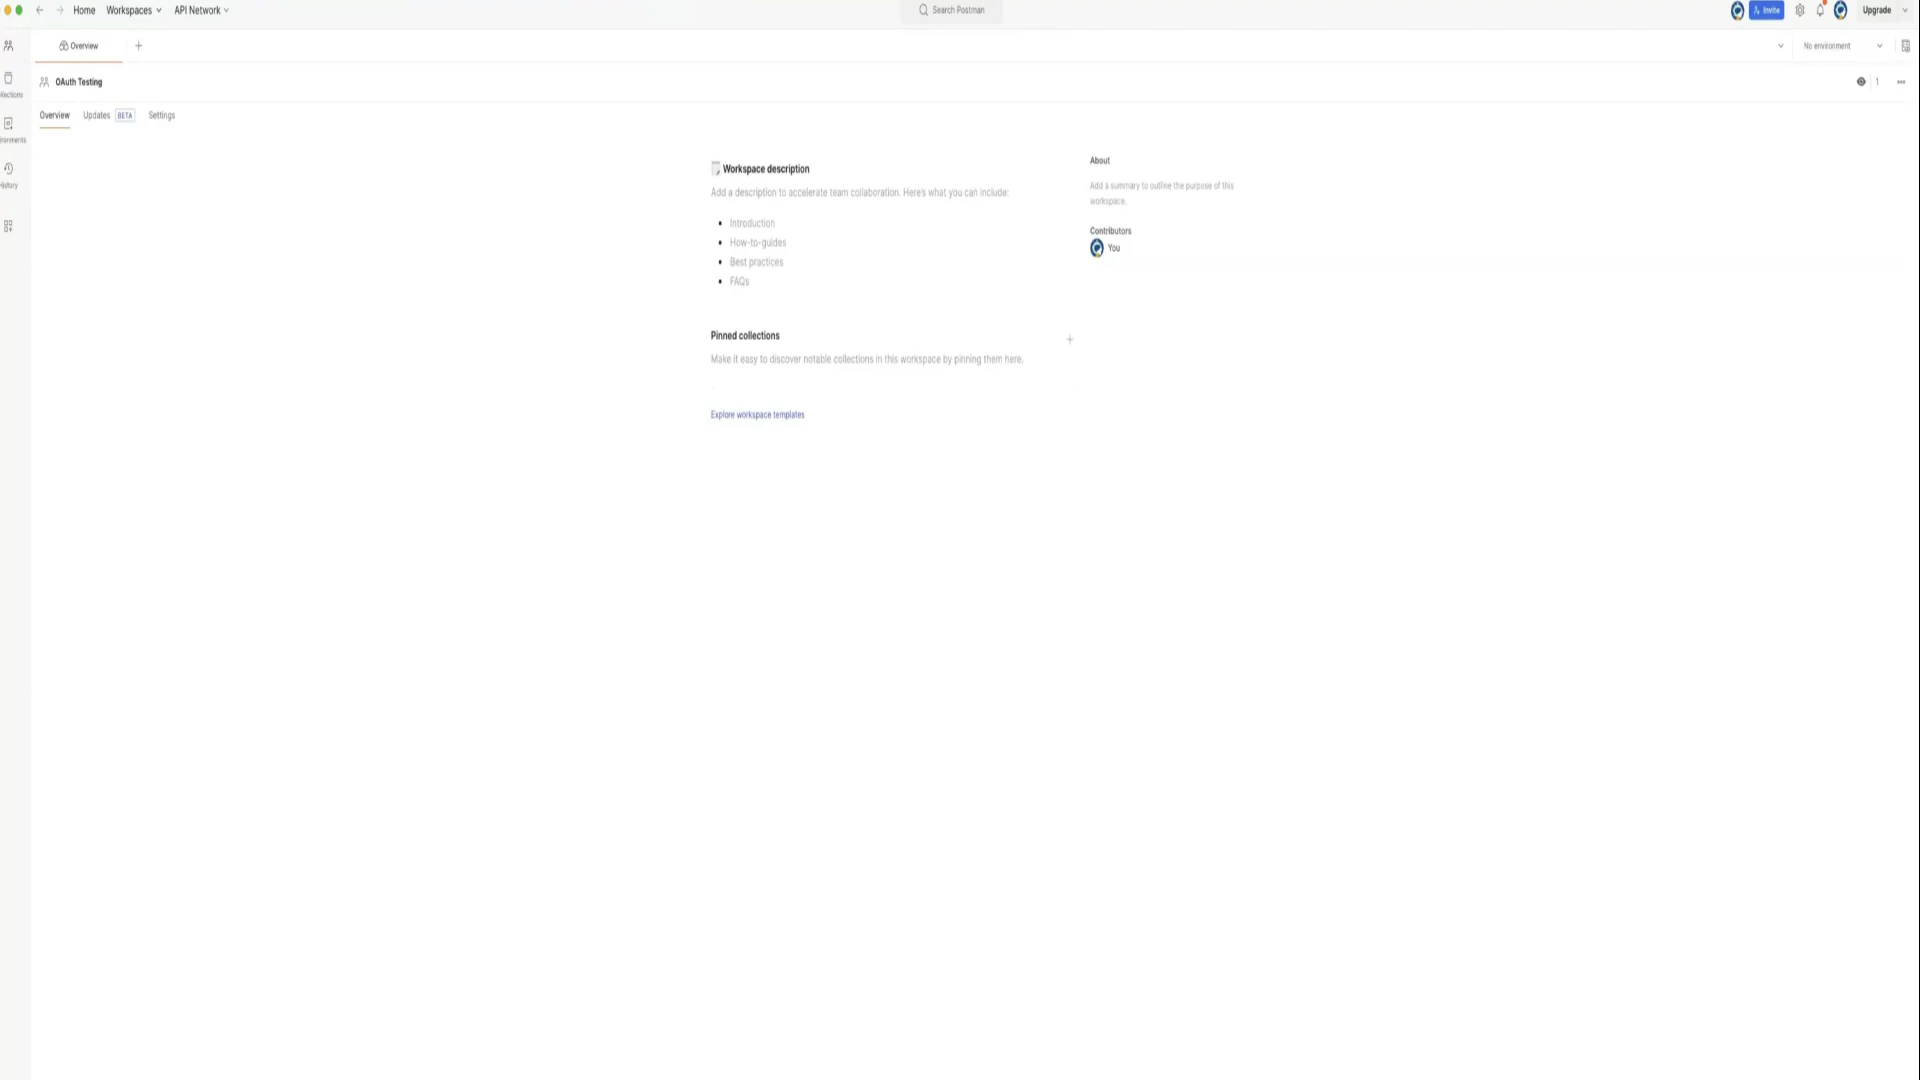 Home Workspaces API Network Search Postman Invite Upgrade
Overview No environment
OAuth Testing 1
Overview Updates BETA Settings
Workspace description
Add a description to accelerate team collaboration. Here's what you can include:
Introduction
How-to-guides
Best practices
FAQs
Pinned collections
Make it easy to discover notable collections in this workspace by pinning them here.
Explore workspace templates
About
Add a summary to outline the purpose of this
workspace.
Contributors
You